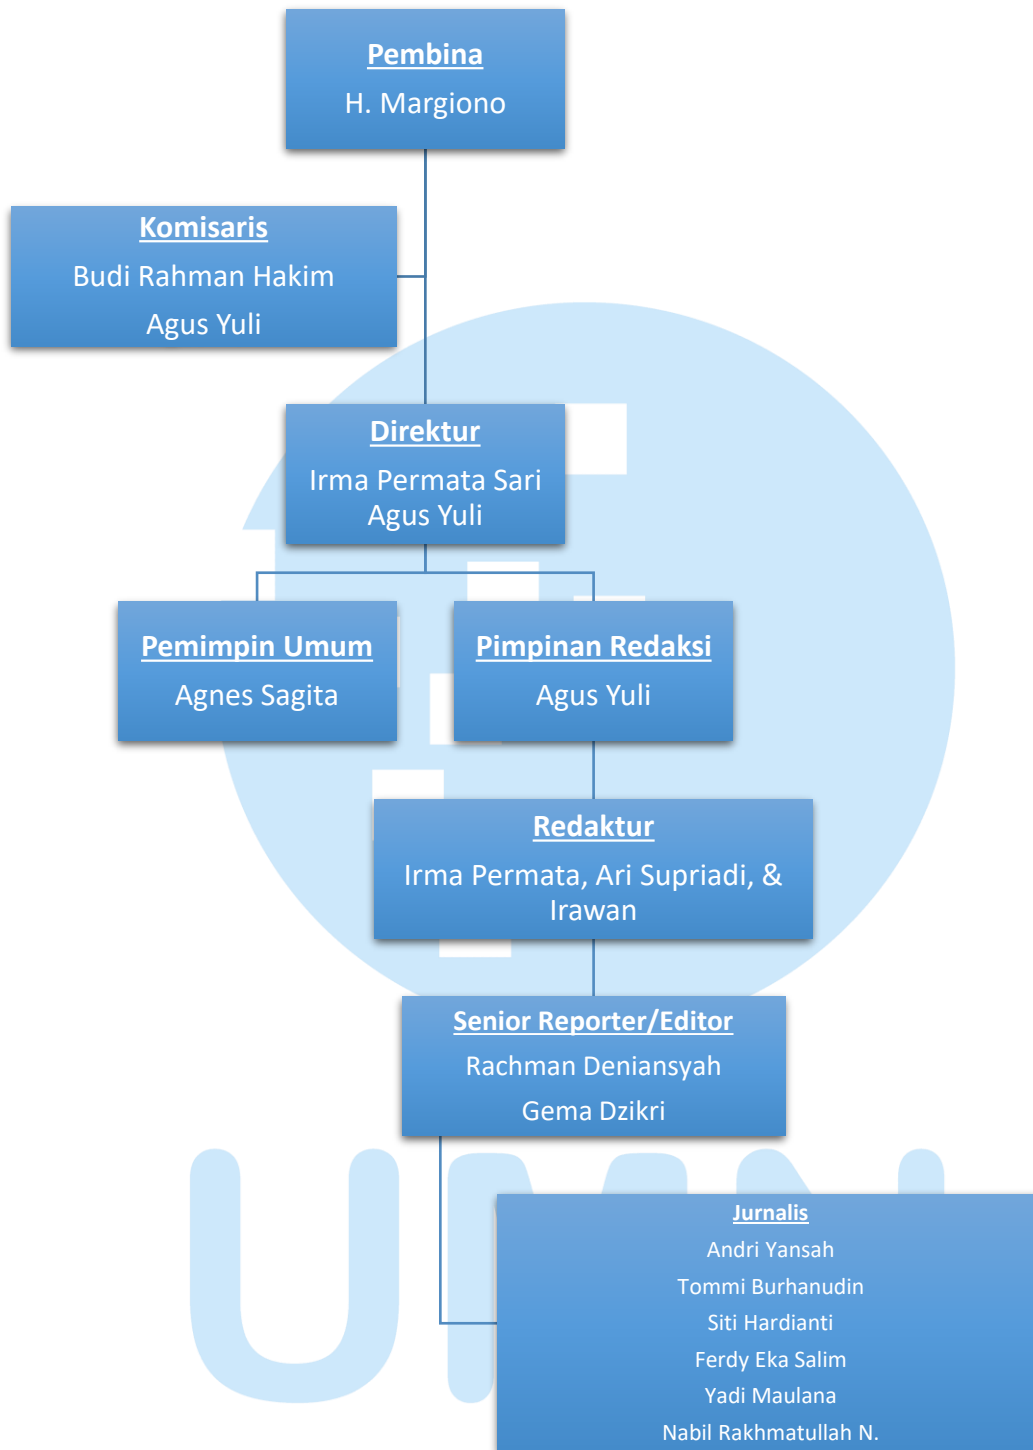 Pembina
H. Margiono
Komisaris
Budi Rahman Hakim
Agus Yuli
Direktur
Irma Permata Sari
Agus Yuli
Pemimpin Umum
Agnes Sagita
Pimpinan Redaksi
Agus Yuli
Redaktur
Irma Permata, Ari Supriadi, &
Irawan
Senior Reporter/Editor
Rachman Deniansyah
Gema Dzikri
Jurnalis
Andri Yansah
Tommi Burhanudin
Siti Hardianti
Ferdy Eka Salim
Yadi Maulana
Nabil Rakhmatullah N.